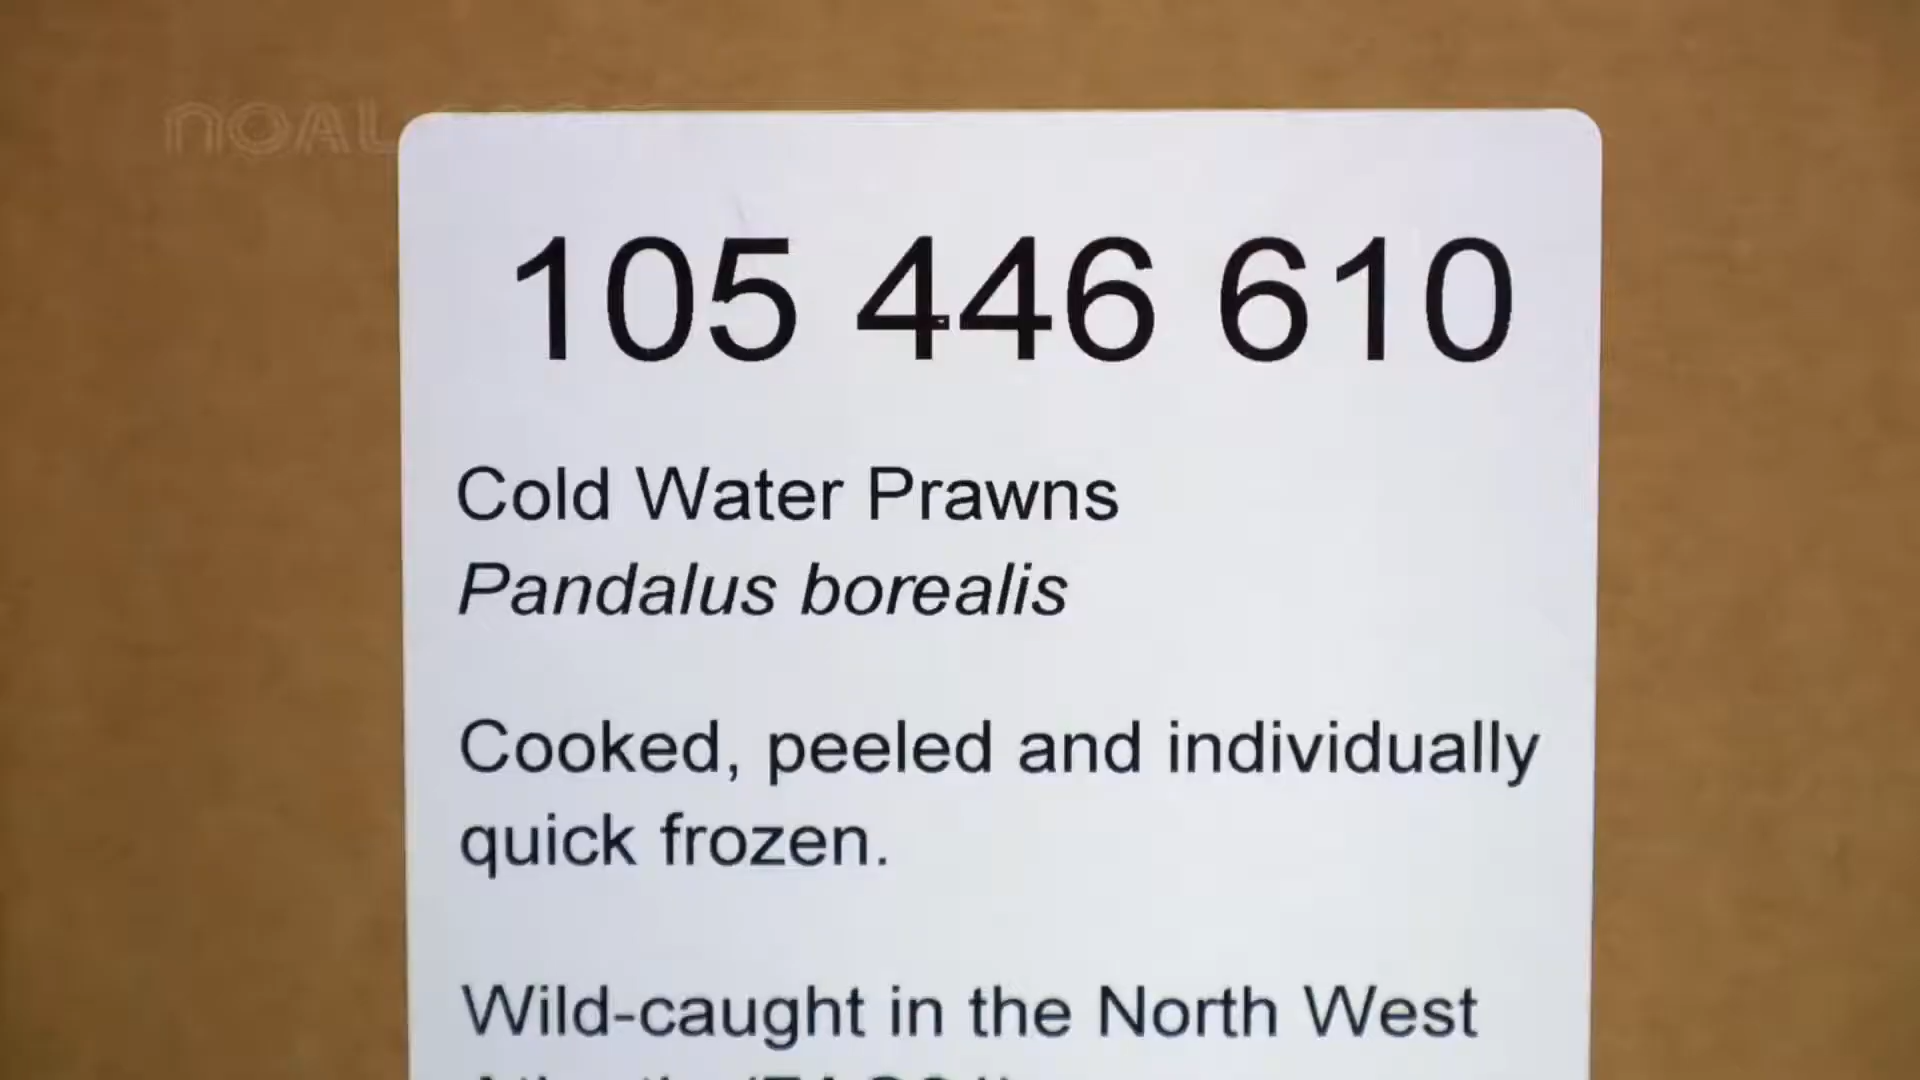 NOAL
105 446 610
Cold Water Prawns
Pandalus borealis
Cooked, peeled and individually
quick frozen.
Wild-caught in the North West